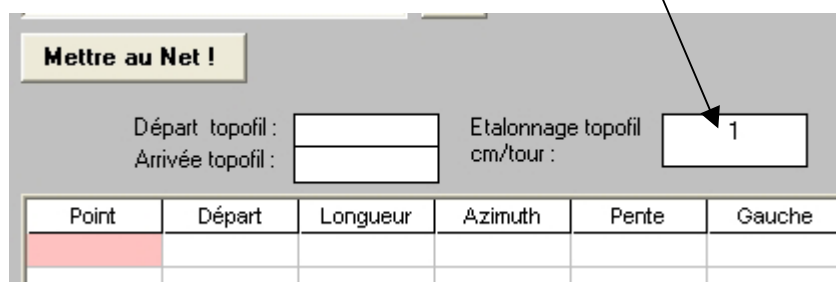 Mettre au Net !
Départ topofil : Etalonnage topofil 1
Arrivée topofil : cm/tour :
Point Départ Longueur Azimuth Pente Gauche